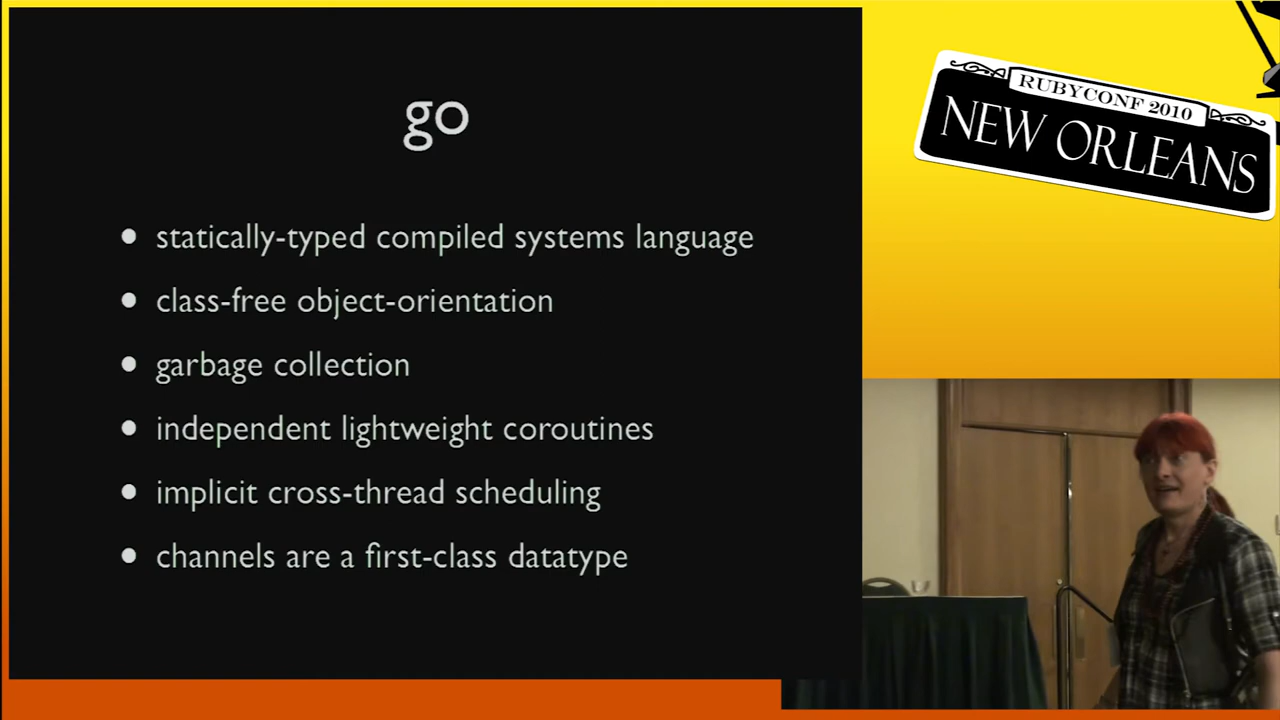 go
statically-typed compiled systems language
class-free object-orientation
garbage collection
independent lightweight coroutines
implicit cross-thread scheduling
channels are a first-class datatype
RUBYCONF 2010
NEW ORLEANS